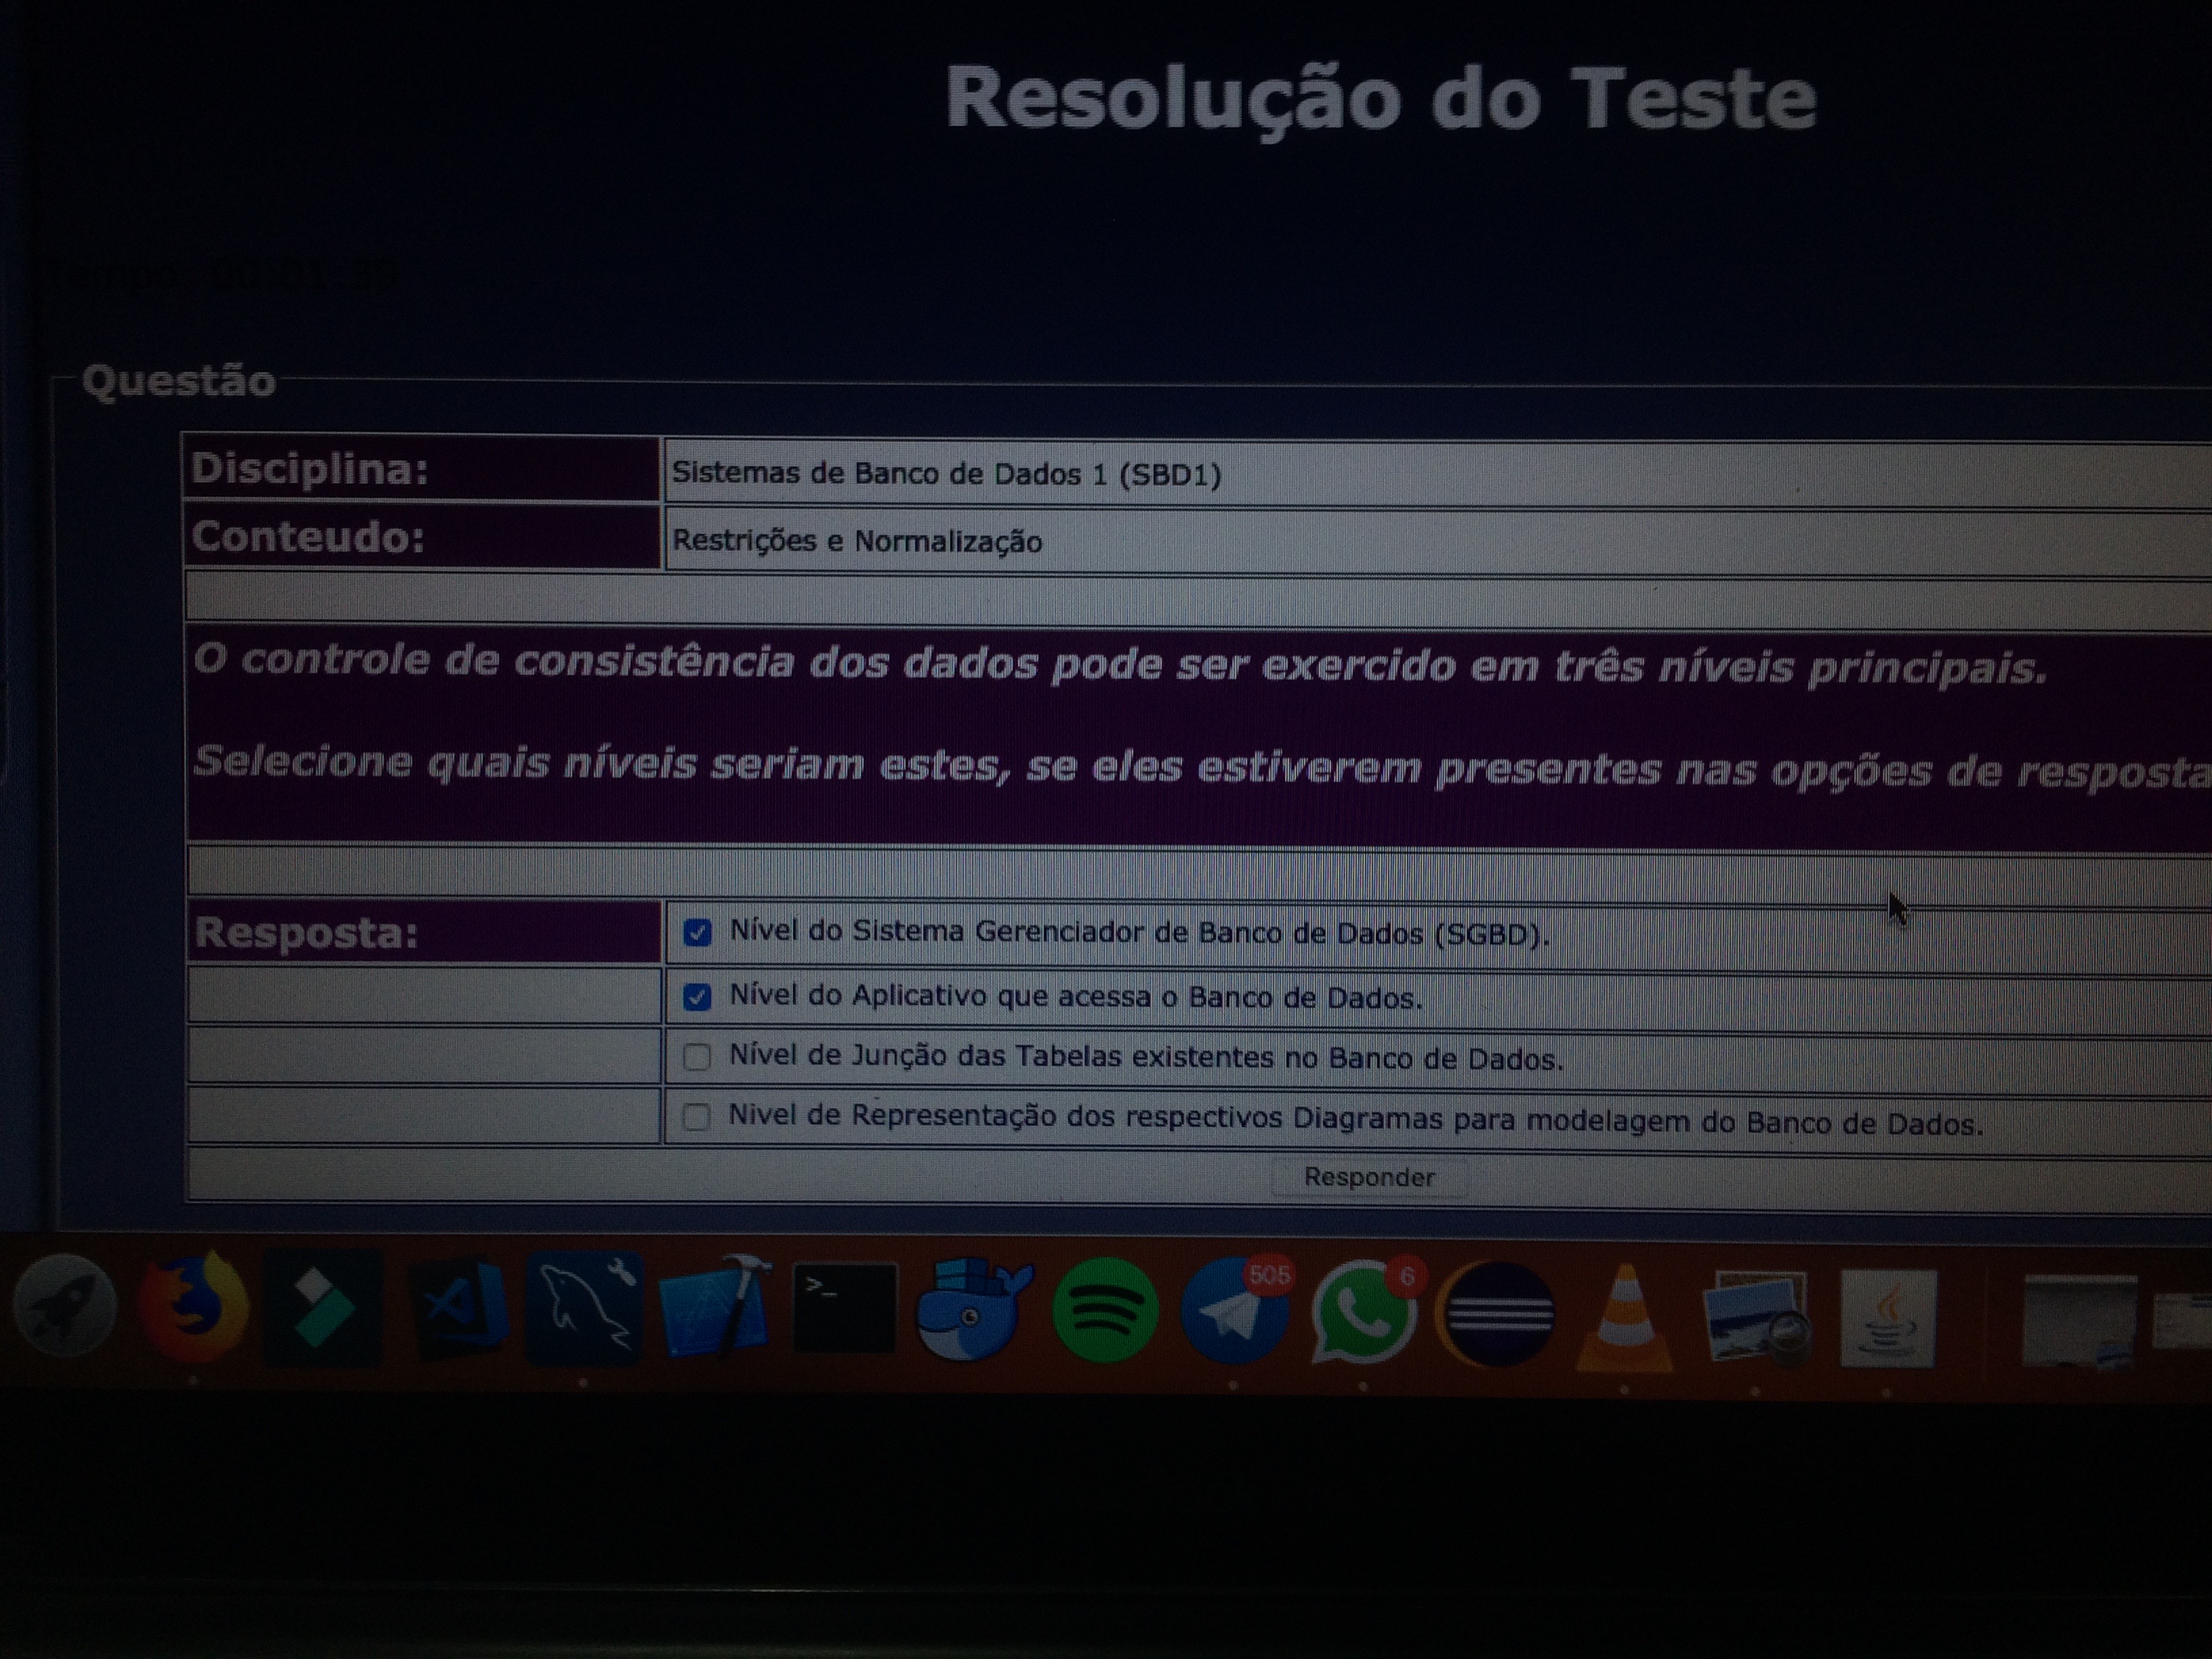 Resolução do Teste
Tempo: 00:01:39
Questão
Disciplina: Sistemas de Banco de Dados 1 (SBD1)
Conteudo: Restrições e Normalização
O controle de consistência dos dados pode ser exercido em três níveis principais.
Selecione quais níveis seriam estes, se eles estiverem presentes nas opções de resposta
Resposta: Nível do Sistema Gerenciador de Banco de Dados (SGBD).
Nível do Aplicativo que acessa o Banco de Dados.
Nível de Junção das Tabelas existentes no Banco de Dados.
Nivel de Representação dos respectivos Diagramas para modelagem do Banco de Dados.
Responder
>_
505
6